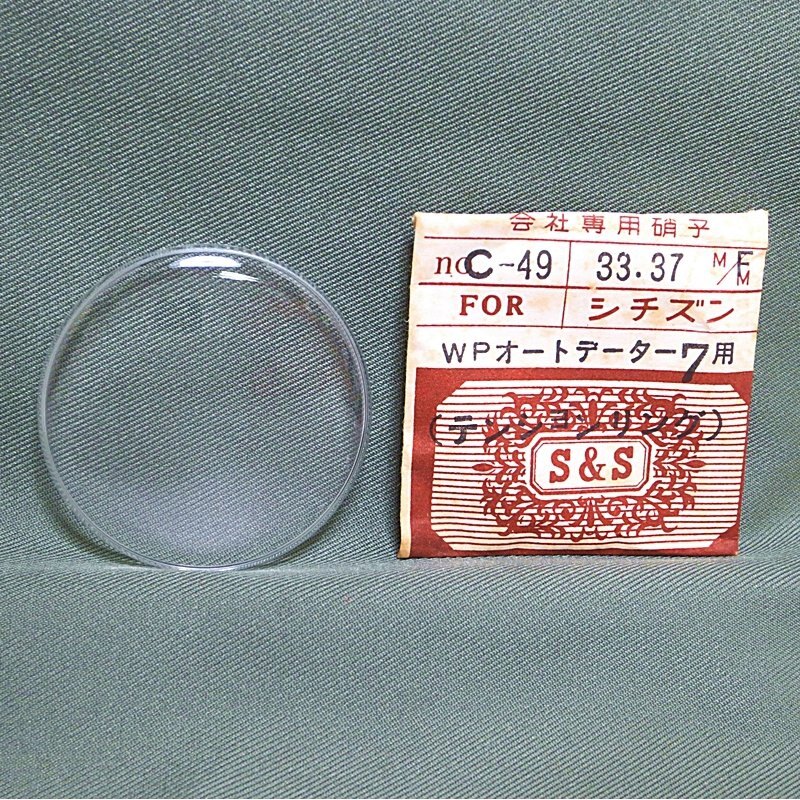 会社専用硝子
no C-49 33.37 M/M F
FOR シチズン
WPオートデーター7用
(テンションリング)
S&S